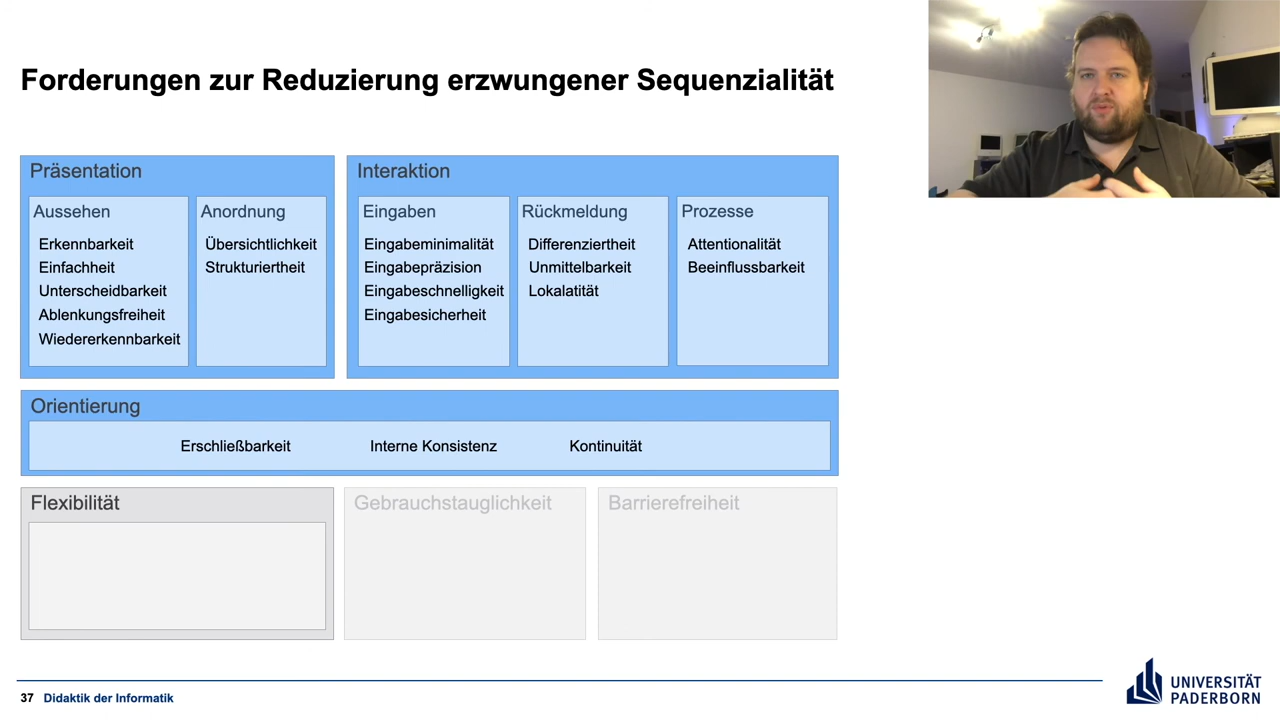 Forderungen zur Reduzierung erzwungener Sequenzialität
Präsentation
Aussehen
Erkennbarkeit
Einfachheit
Unterscheidbarkeit
Ablenkungsfreiheit
Wiedererkennbarkeit
Anordnung
Übersichtlichkeit
Strukturiertheit
Interaktion
Eingaben
Eingabeminimalität
Eingabepräzision
Eingabeschnelligkeit
Eingabesicherheit
Rückmeldung
Differenziertheit
Unmittelbarkeit
Lokalatität
Prozesse
Attentionalität
Beeinflussbarkeit
Orientierung
Erschließbarkeit Interne Konsistenz Kontinuität
Flexibilität
Gebrauchstauglichkeit
Barrierefreiheit
37 Didaktik der Informatik
UNIVERSITÄT
PADERBORN